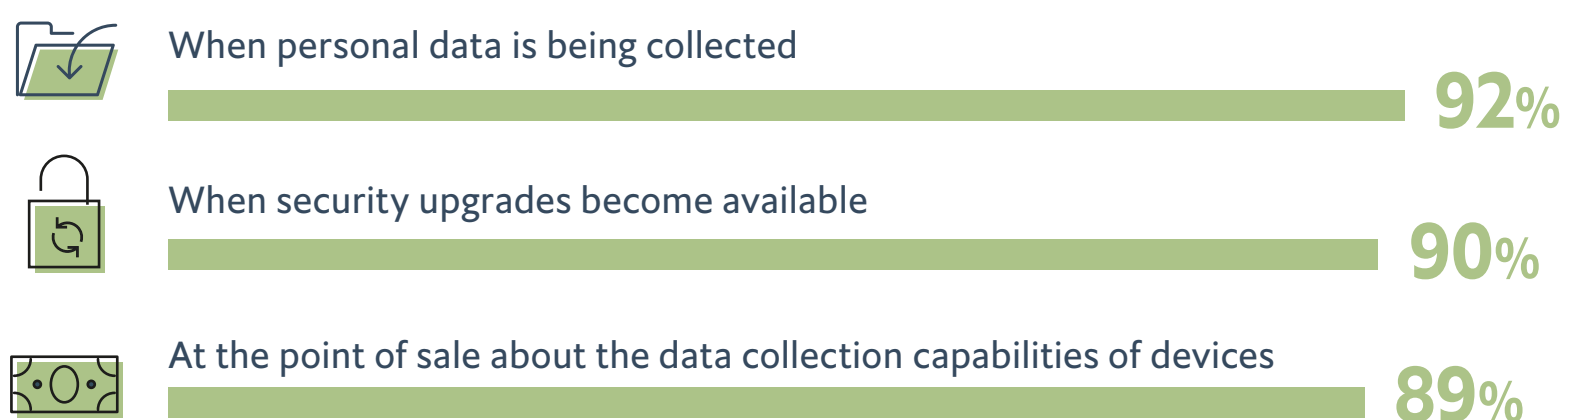 When personal data is being collected
92%
When security upgrades become available
90%
At the point of sale about the data collection capabilities of devices
89%